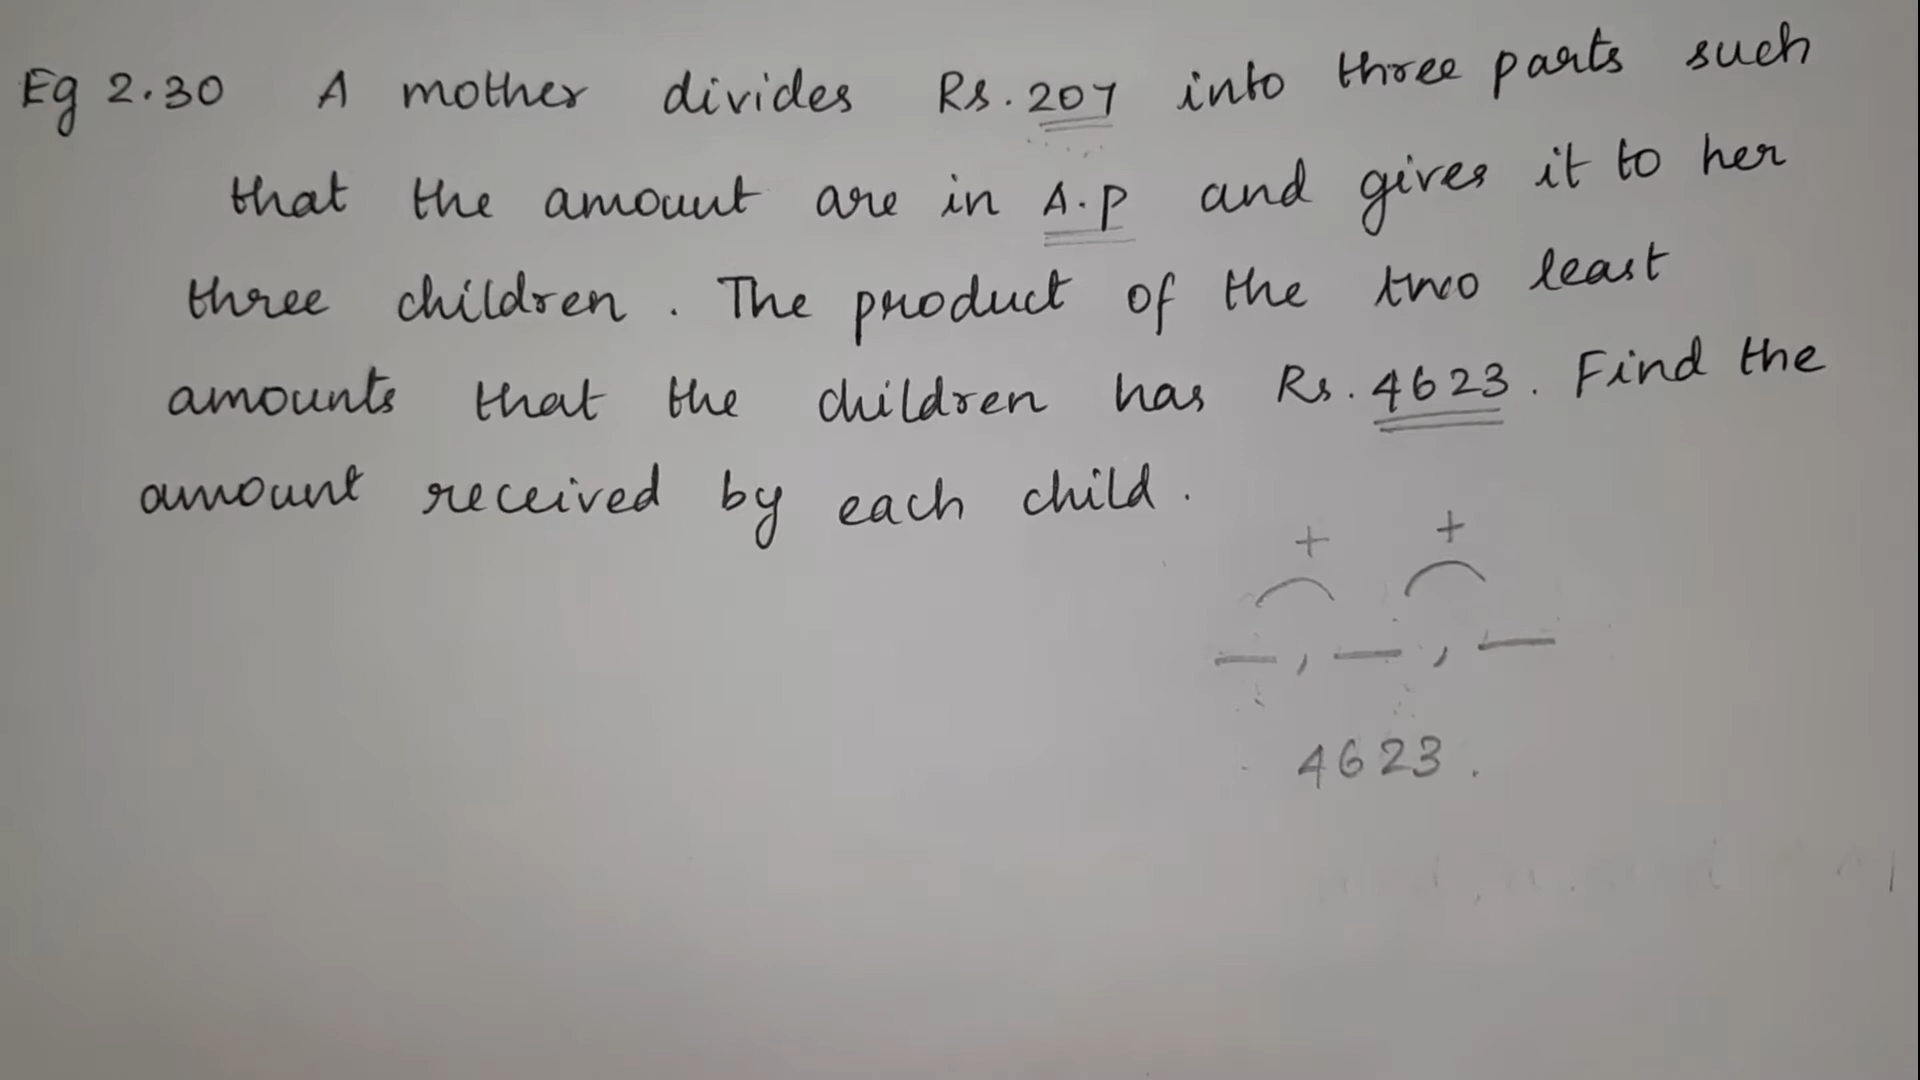 Eg 2.30 A mother divides Rs. 207 into three parts such
that the amount are in A.P and gives it to her
three children. The product of the two least
amounts that the children has Rs. 4623. Find the
amount received by each child.
+ +
—, —, —
4623.